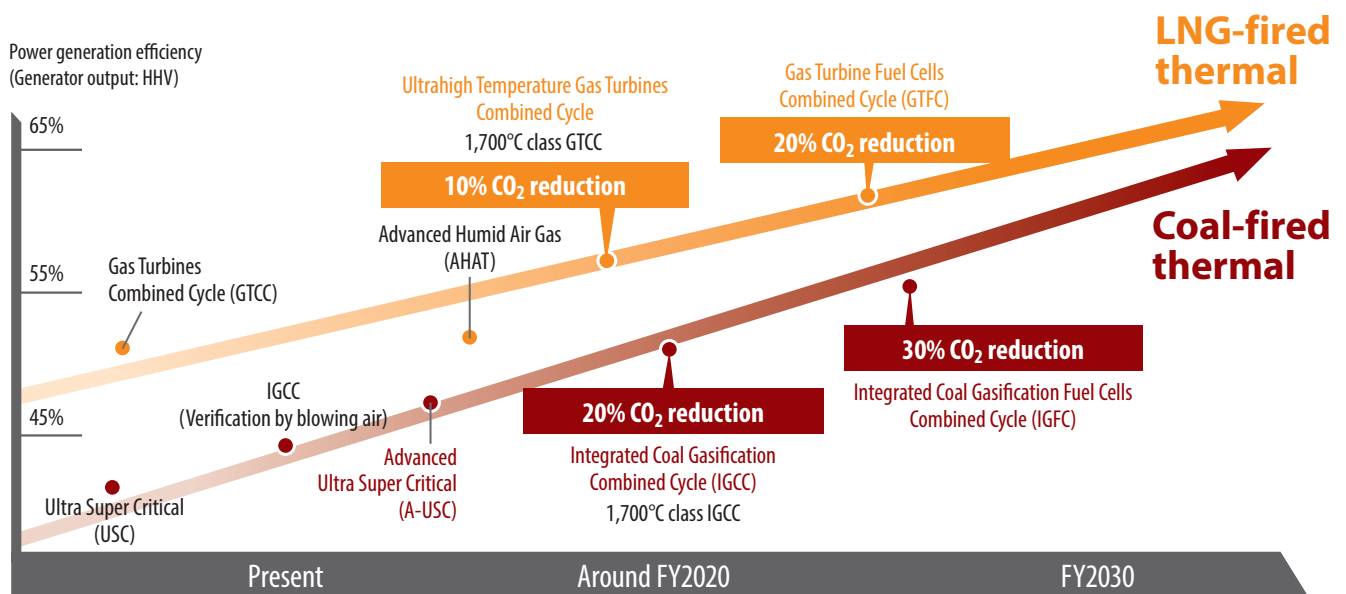 Power generation efficiency
(Generator output: HHV)
65%
55%
45%
LNG-fired
thermal
Coal-fired
thermal
Gas Turbines
Combined Cycle (GTCC)
Ultrahigh Temperature Gas Turbines
Combined Cycle
1,700°C class GTCC
10% CO₂ reduction
Advanced Humid Air Gas
(AHAT)
Gas Turbine Fuel Cells
Combined Cycle (GTFC)
20% CO₂ reduction
Ultra Super Critical
(USC)
IGCC
(Verification by blowing air)
Advanced
Ultra Super Critical
(A-USC)
20% CO₂ reduction
Integrated Coal Gasification
Combined Cycle (IGCC)
1,700°C class IGCC
30% CO₂ reduction
Integrated Coal Gasification Fuel Cells
Combined Cycle (IGFC)
Present
Around FY2020
FY2030